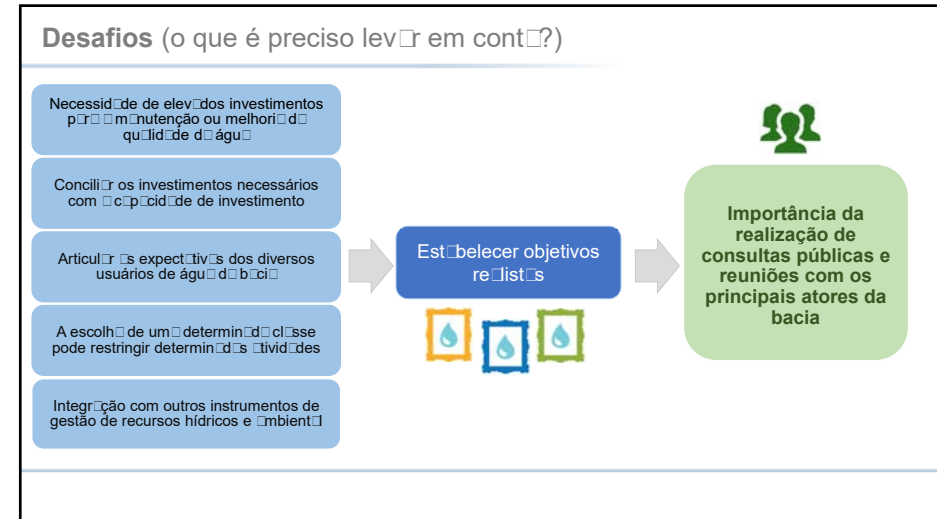 Desafios (o que é preciso lev□r em cont□?)
Necessid□de de elev□dos investimentos
p□r□ □ m□nutenção ou melhori□ d□
qu□lid□de d□ águ□
Concili□r os investimentos necessários
com □ c□p□cid□de de investimento
Articul□r □s expect□tiv□s dos diversos
usuários de águ□ d□ b□ci□
A escolh□ de um□ determin□d□ cl□sse
pode restringir determin□d□s □tivid□des
Integr□ção com outros instrumentos de
gestão de recursos hídricos e □mbient□l
Est□belecer objetivos
re□list□s
Importância da
realização de
consultas públicas e
reuniões com os
principais atores da
bacia